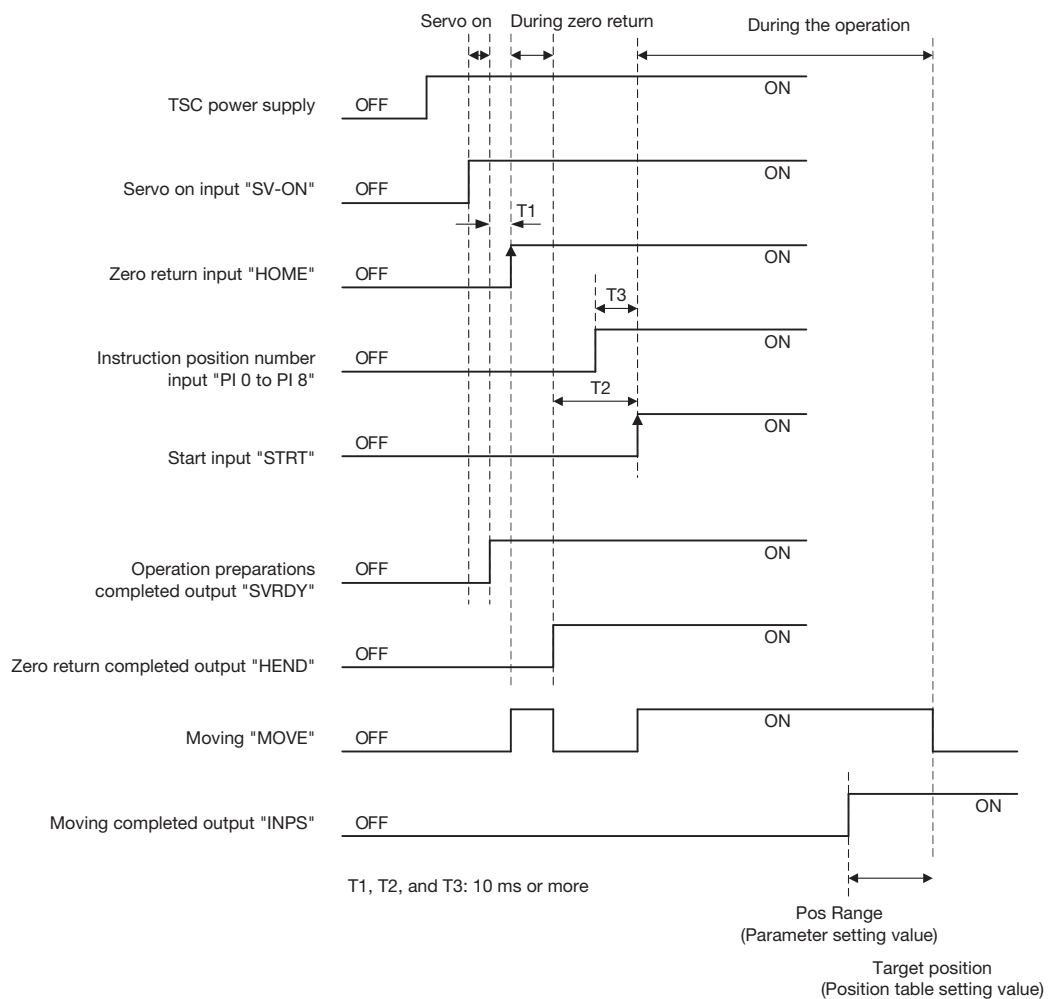 Servo on
During zero return
During the operation
TSC power supply
OFF
ON
Servo on input "SV-ON"
OFF
ON
T1
Zero return input "HOME"
OFF
ON
T3
Instruction position number
input "PI 0 to PI 8"
OFF
ON
T2
Start input "STRT"
OFF
ON
Operation preparations
completed output "SVRDY"
OFF
ON
Zero return completed output "HEND"
OFF
ON
Moving "MOVE"
OFF
ON
Moving completed output "INPS"
OFF
ON
T1, T2, and T3: 10 ms or more
Pos Range
(Parameter setting value)
Target position
(Position table setting value)